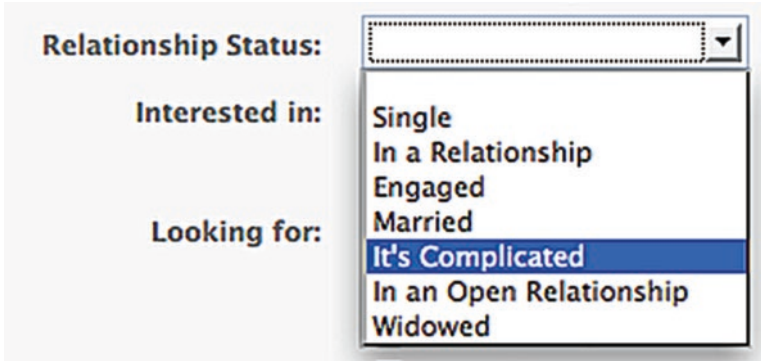 Relationship Status:
Interested in:
Single
In a Relationship
Engaged
Married
Looking for:
It's Complicated
In an Open Relationship
Widowed